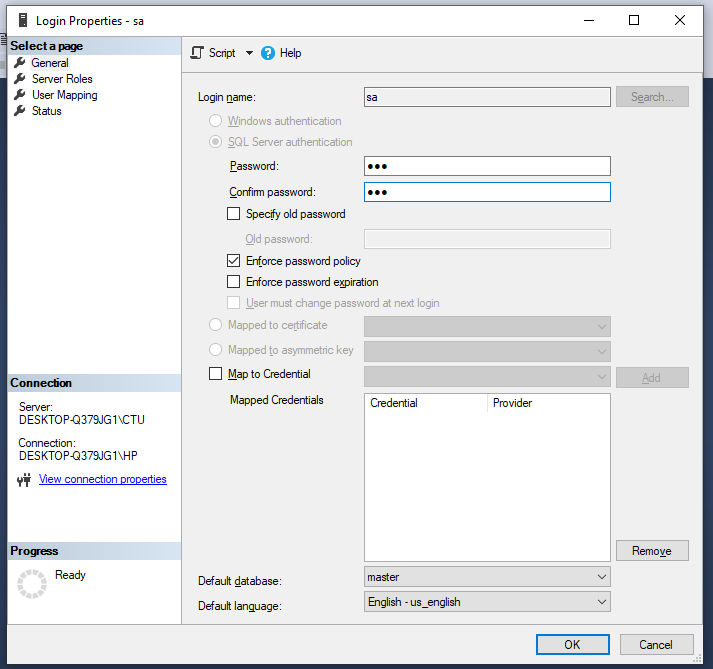 Login Properties - sa
Select a page
General
Server Roles
User Mapping
Status
Script
Help
Login name:
sa
Search...
Windows authentication
SQL Server authentication
Password:
●●●
Confirm password:
●●●
Specify old password
Old password:
Enforce password policy
Enforce password expiration
User must change password at next login
Mapped to certificate
Mapped to asymmetric key
Map to Credential
Add
Mapped Credentials
Credential Provider
Remove
Default database:
master
Default language:
English - us_english
Connection
Server:
DESKTOP-Q379JG1\CTU
Connection:
DESKTOP-Q379JG1\HP
View connection properties
Progress
Ready
OK
Cancel